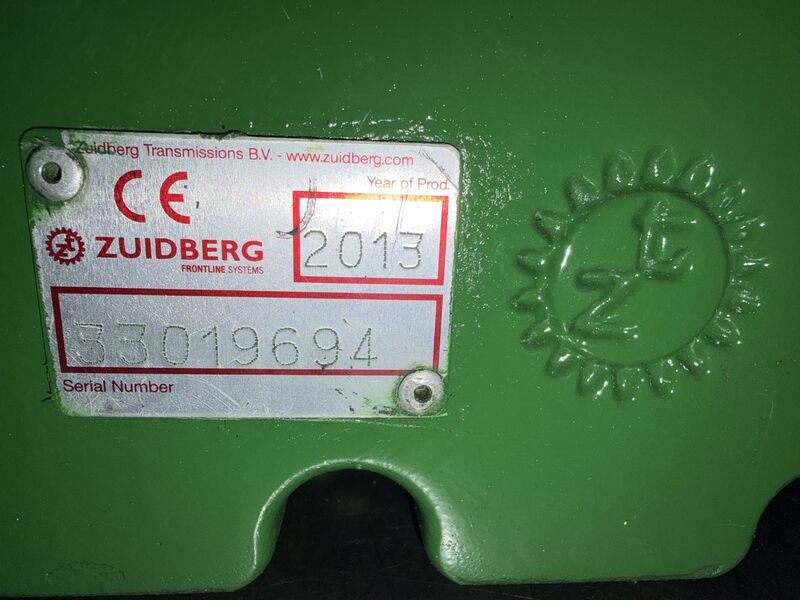 Zuidberg Transmissions B.V. - www.zuidberg.com
Year of Prod.
CE
2013
ZUIDBERG
FRONTLINE SYSTEMS
33019694
Serial Number